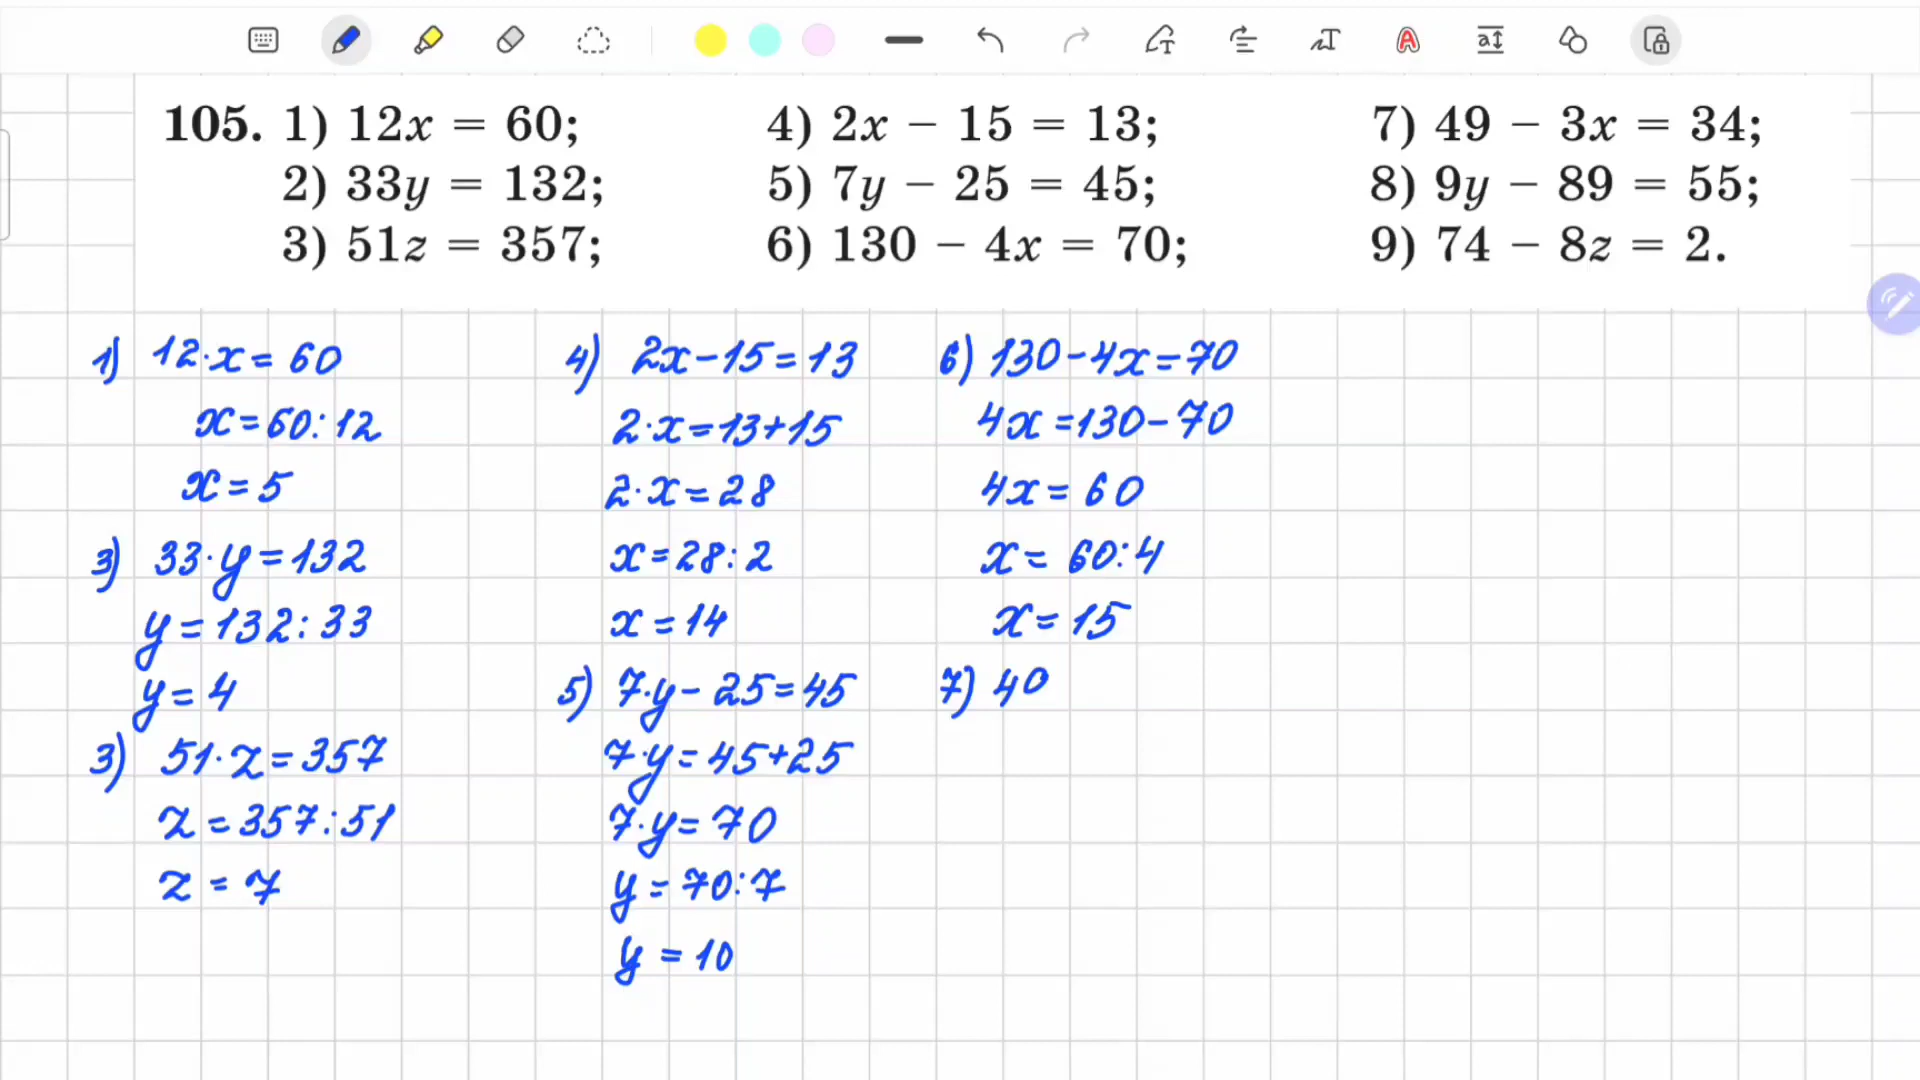 105. 1) 12x = 60;
2) 33y = 132;
3) 51z = 357;
4) 2x − 15 = 13;
5) 7y − 25 = 45;
6) 130 − 4x = 70;
7) 49 − 3x = 34;
8) 9y − 89 = 55;
9) 74 − 8z = 2.
1) 12·x = 60
x = 60:12
x = 5
3) 33·y = 132
y = 132:33
y = 4
3) 51·z = 357
z = 357:51
z = 7
4) 2x − 15 = 13
2·x = 13+15
2·x = 28
x = 28:2
x = 14
5) 7·y − 25 = 45
7·y = 45+25
7·y = 70
y = 70:7
y = 10
6) 130 − 4x = 70
4x = 130 − 70
4x = 60
x = 60:4
x = 15
7) 40